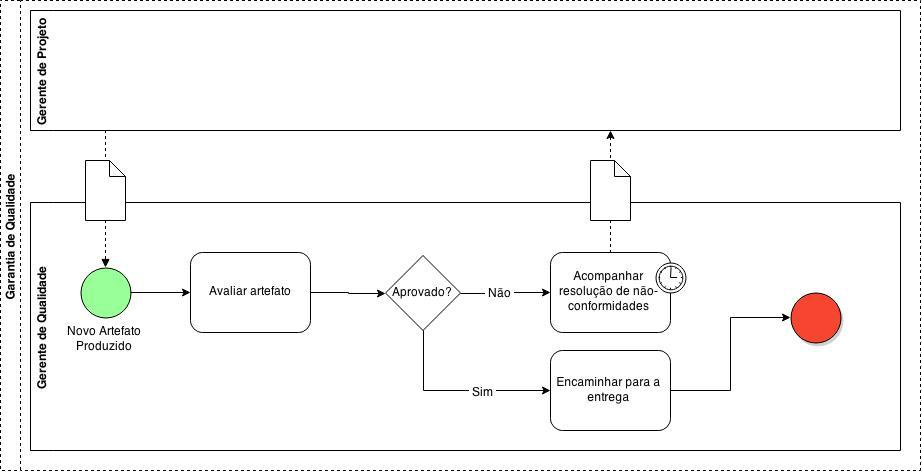 Garantia de Qualidade
Gerente de Projeto
Gerente de Qualidade
Novo Artefato
Produzido
Avaliar artefato
Aprovado?
Não
Acompanhar
resolução de não-
conformidades
Sim
Encaminhar para a
entrega